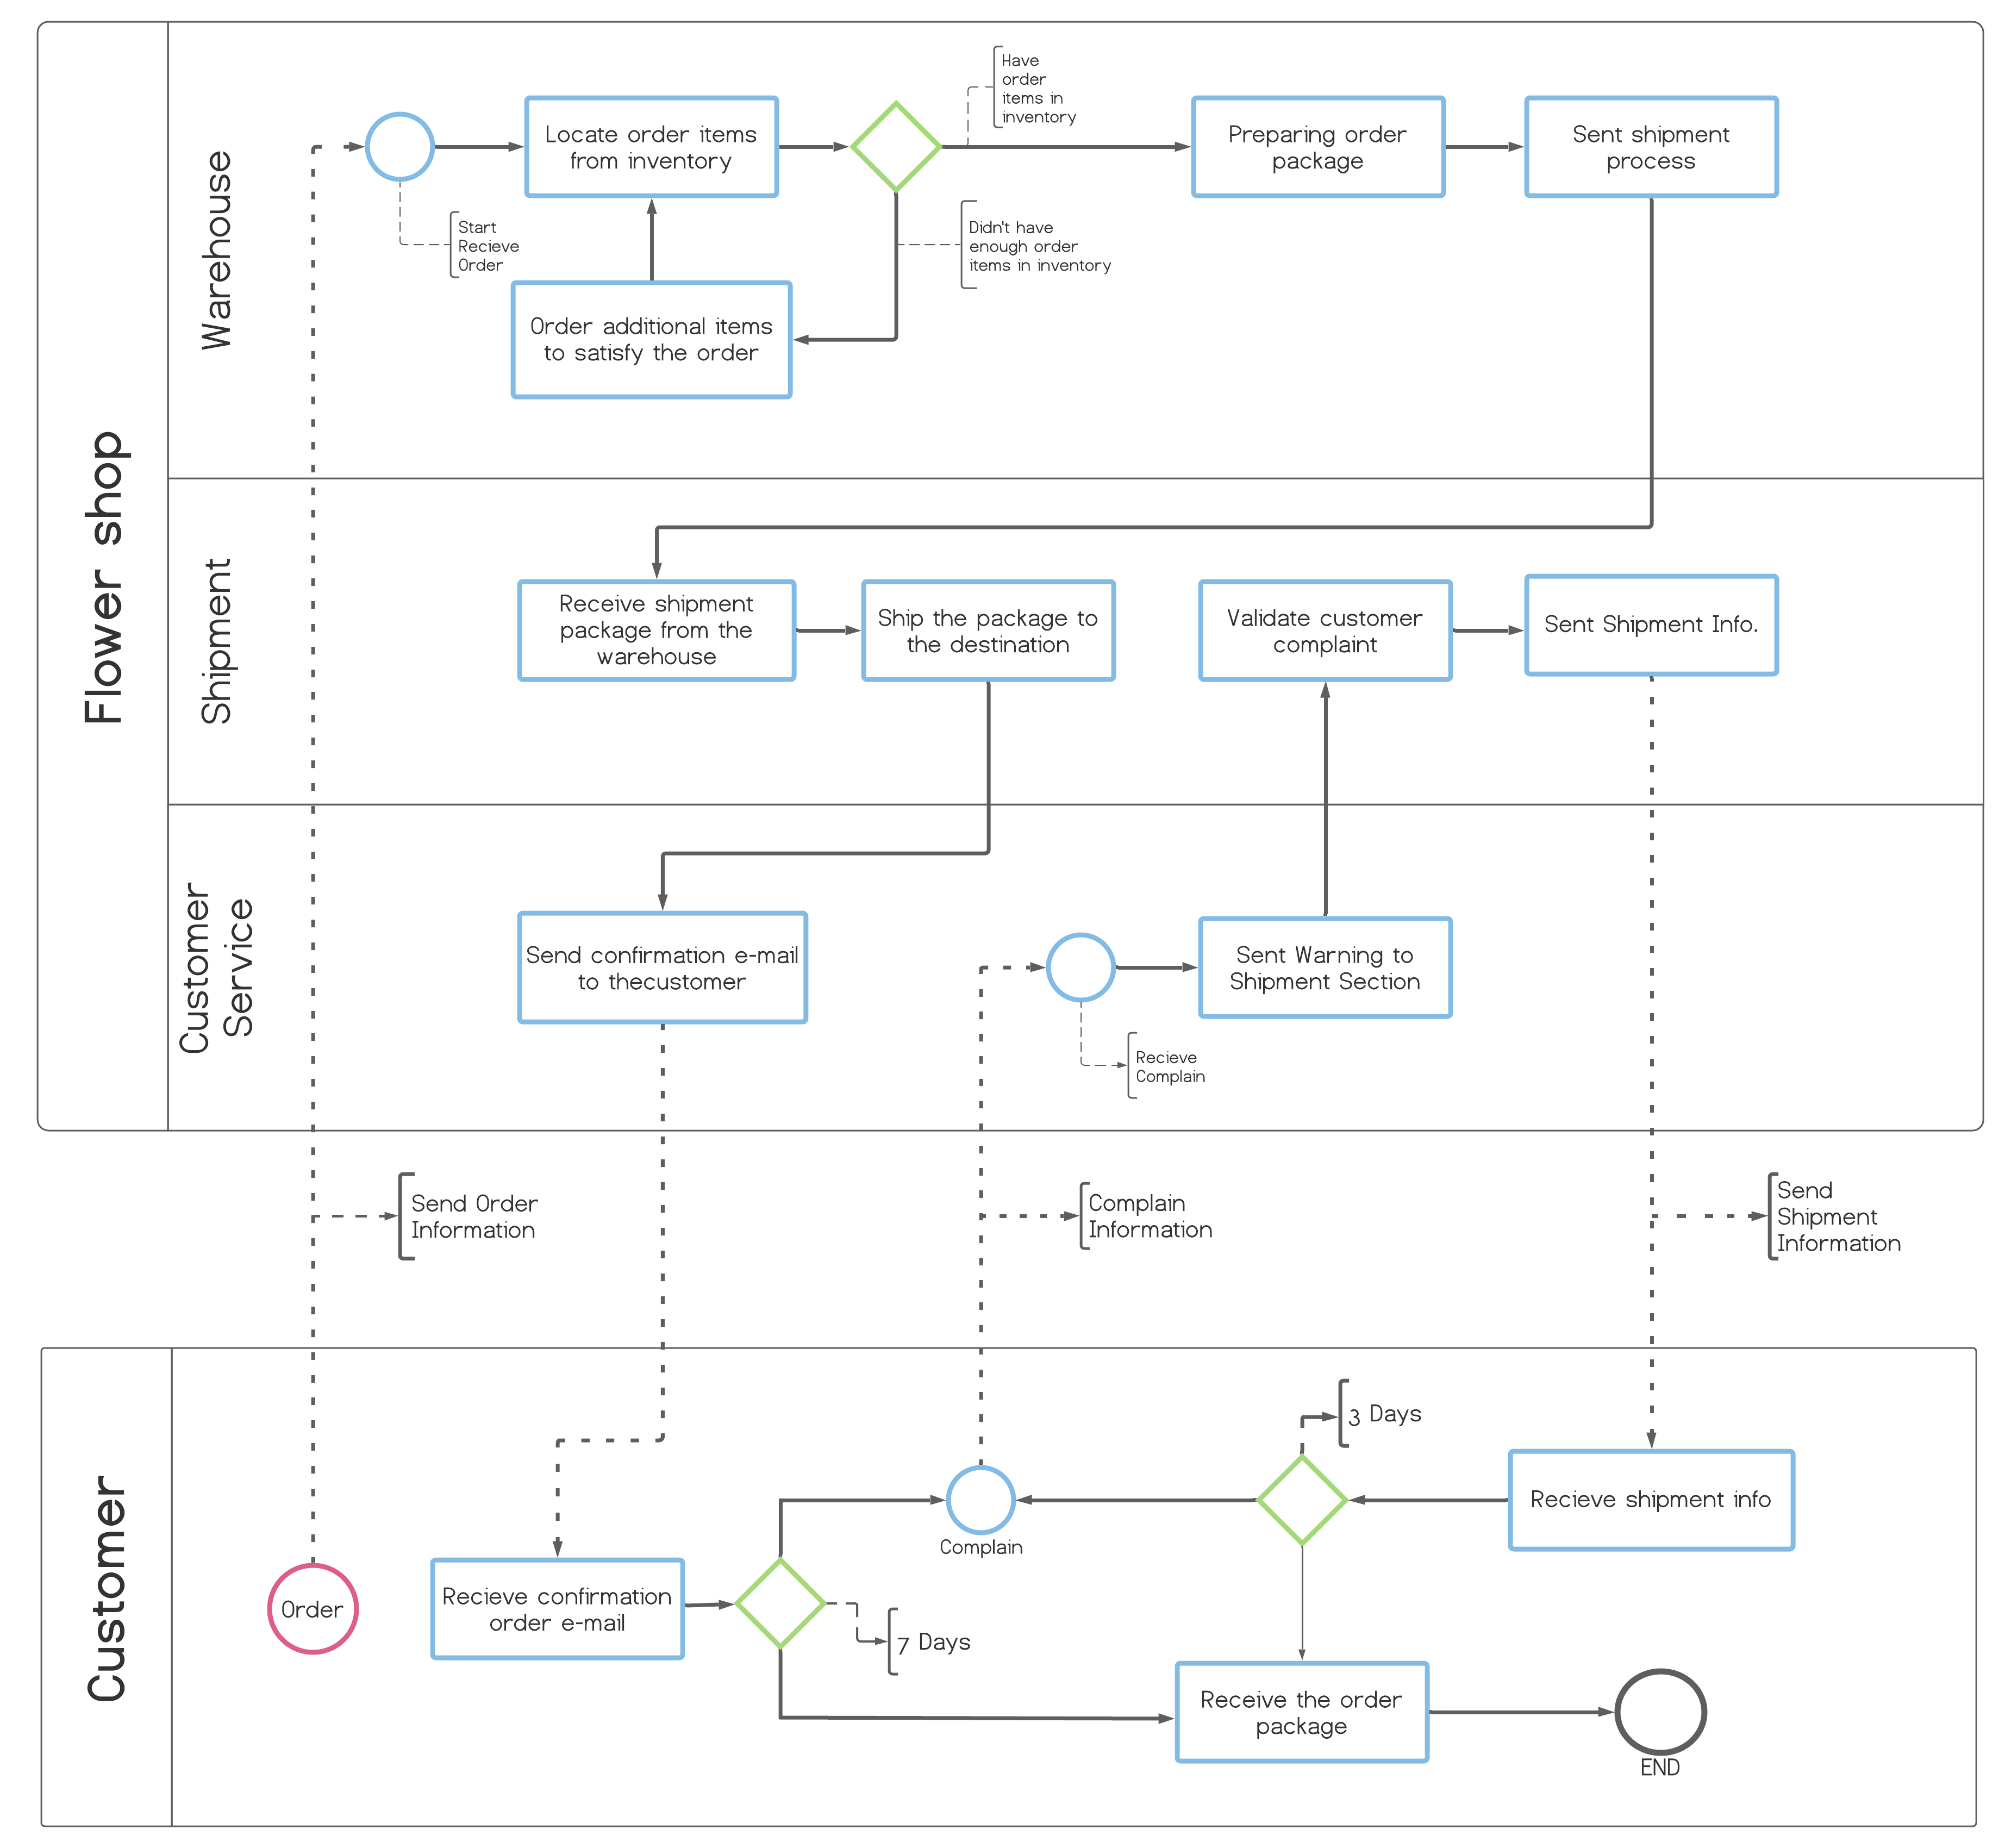 Flower shop
Warehouse
Have
order
items in
inventory
Locate order items
from inventory
Preparing order
package
Sent shipment
process
Start
Recieve
Order
Didn't have
enough order
items in inventory
Order additional items
to satisfy the order
Shipment
Receive shipment
package from the
warehouse
Ship the package to
the destination
Validate customer
complaint
Sent Shipment Info.
Customer
Service
Send confirmation e-mail
to thecustomer
Sent Warning to
Shipment Section
Recieve
Complain
Send Order
Information
Complain
Information
Send
Shipment
Information
Customer
3 Days
Recieve shipment info
Complain
Order
Recieve confirmation
order e-mail
7 Days
Receive the order
package
END